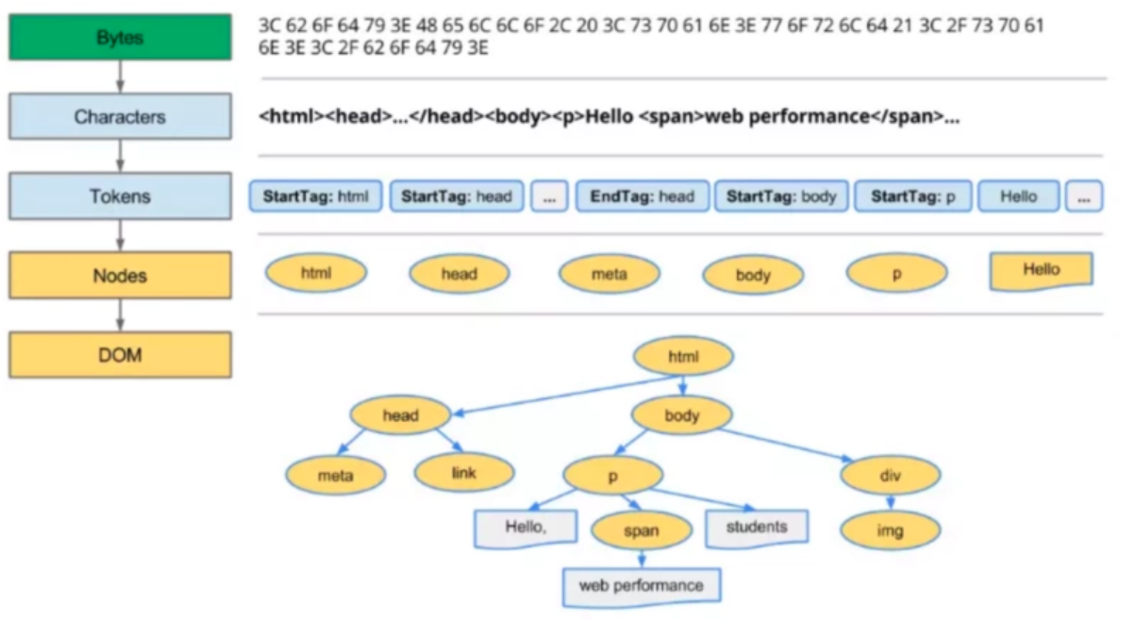 Bytes
3C 62 6F 64 79 3E 48 65 6C 6C 6F 2C 20 3C 73 70 61 6E 3E 77 6F 72 6C 64 21 3C 2F 73 70 61
6E 3E 3C 2F 62 6F 64 79 3E
Characters
<html><head>...</head><body><p>Hello <span>web performance</span>...
Tokens
StartTag: html
StartTag: head
...
EndTag: head
StartTag: body
StartTag: p
Hello
...
Nodes
html
head
meta
body
p
Hello
DOM
html
head
body
meta
link
p
div
Hello,
span
students
img
web performance